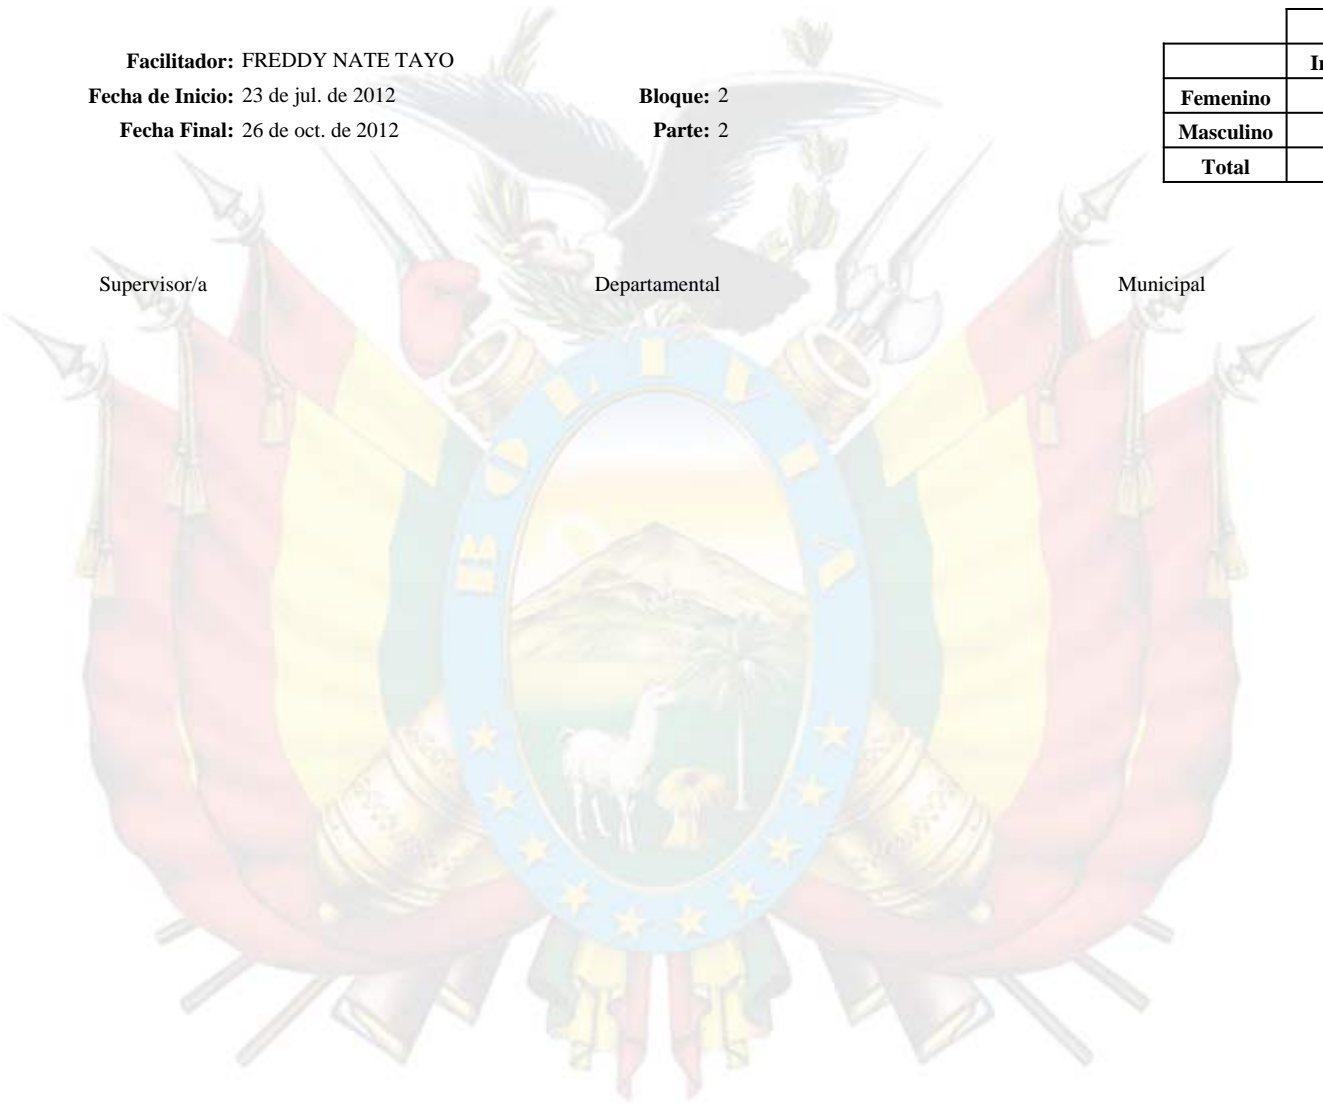 Facilitador: FREDDY NATE TAYO
Fecha de Inicio: 23 de jul. de 2012 Bloque: 2
Fecha Final: 26 de oct. de 2012 Parte: 2
Femenino
Masculino
Total
Supervisor/a Departamental Municipal
BOLIVIA